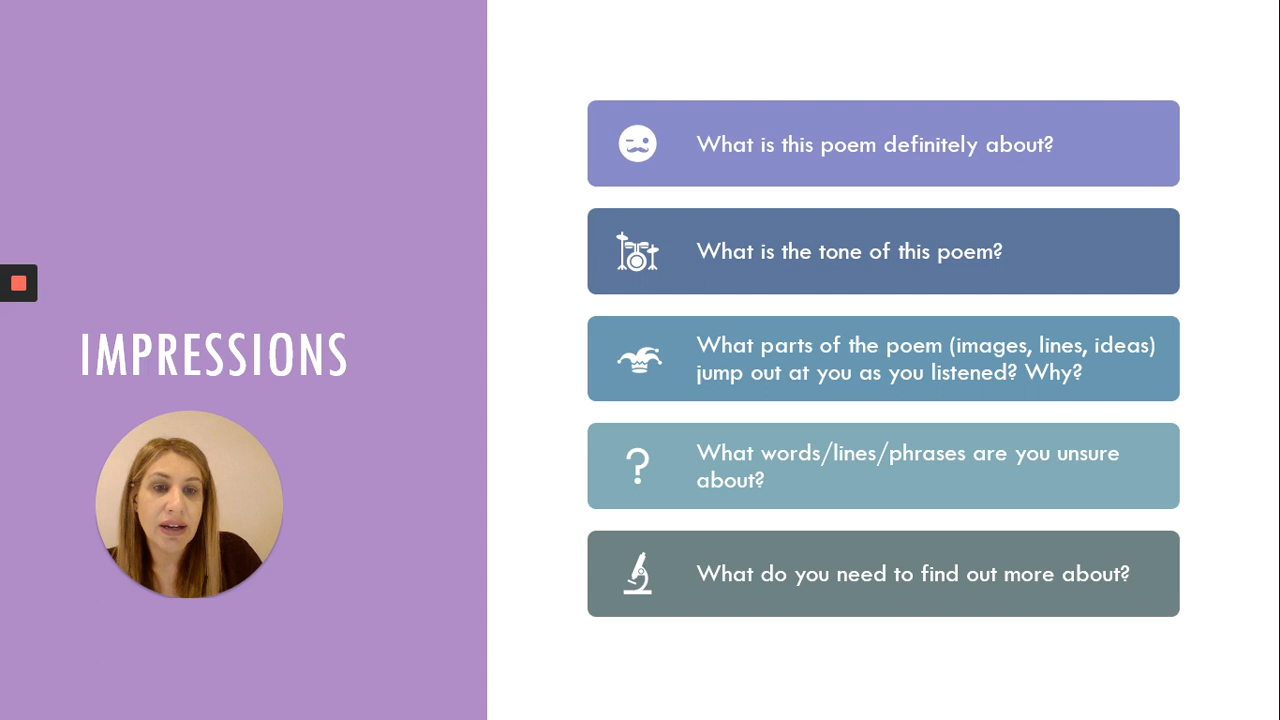 IMPRESSIONS
What is this poem definitely about?
What is the tone of this poem?
What parts of the poem (images, lines, ideas)
jump out at you as you listened? Why?
What words/lines/phrases are you unsure
about?
What do you need to find out more about?